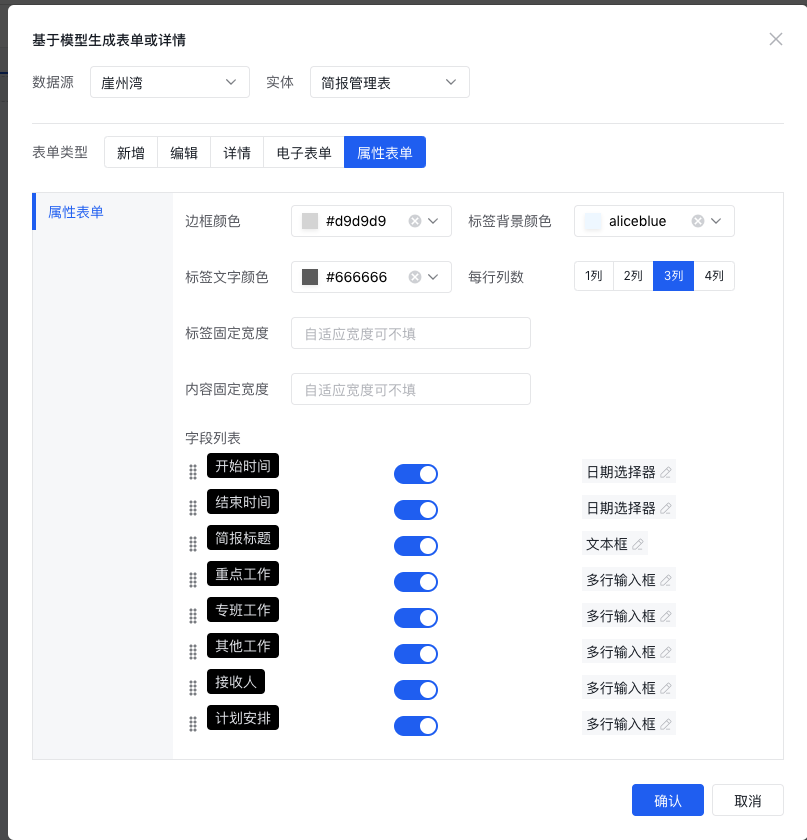 基于模型生成表单或详情
数据源 崖州湾 实体 简报管理表
表单类型 新增 编辑 详情 电子表单 属性表单
属性表单
边框颜色 #d9d9d9 标签背景颜色 aliceblue
标签文字颜色 #666666 每行列数 1列 2列 3列 4列
标签固定宽度 自适应宽度可不填
内容固定宽度 自适应宽度可不填
字段列表
开始时间 日期选择器
结束时间 日期选择器
简报标题 文本框
重点工作 多行输入框
专班工作 多行输入框
其他工作 多行输入框
接收人 多行输入框
计划安排 多行输入框
确认 取消